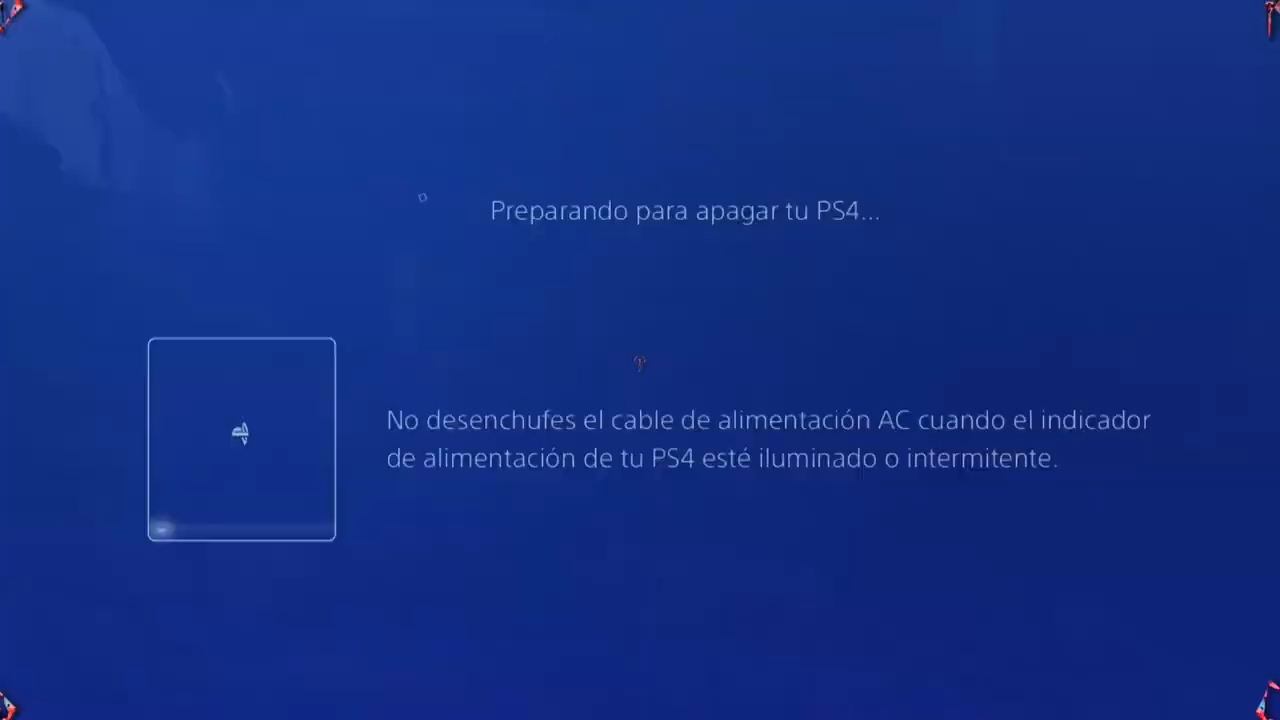 Preparando para apagar tu PS4...
No desenchufes el cable de alimentación AC cuando el indicador
de alimentación de tu PS4 esté iluminado o intermitente.